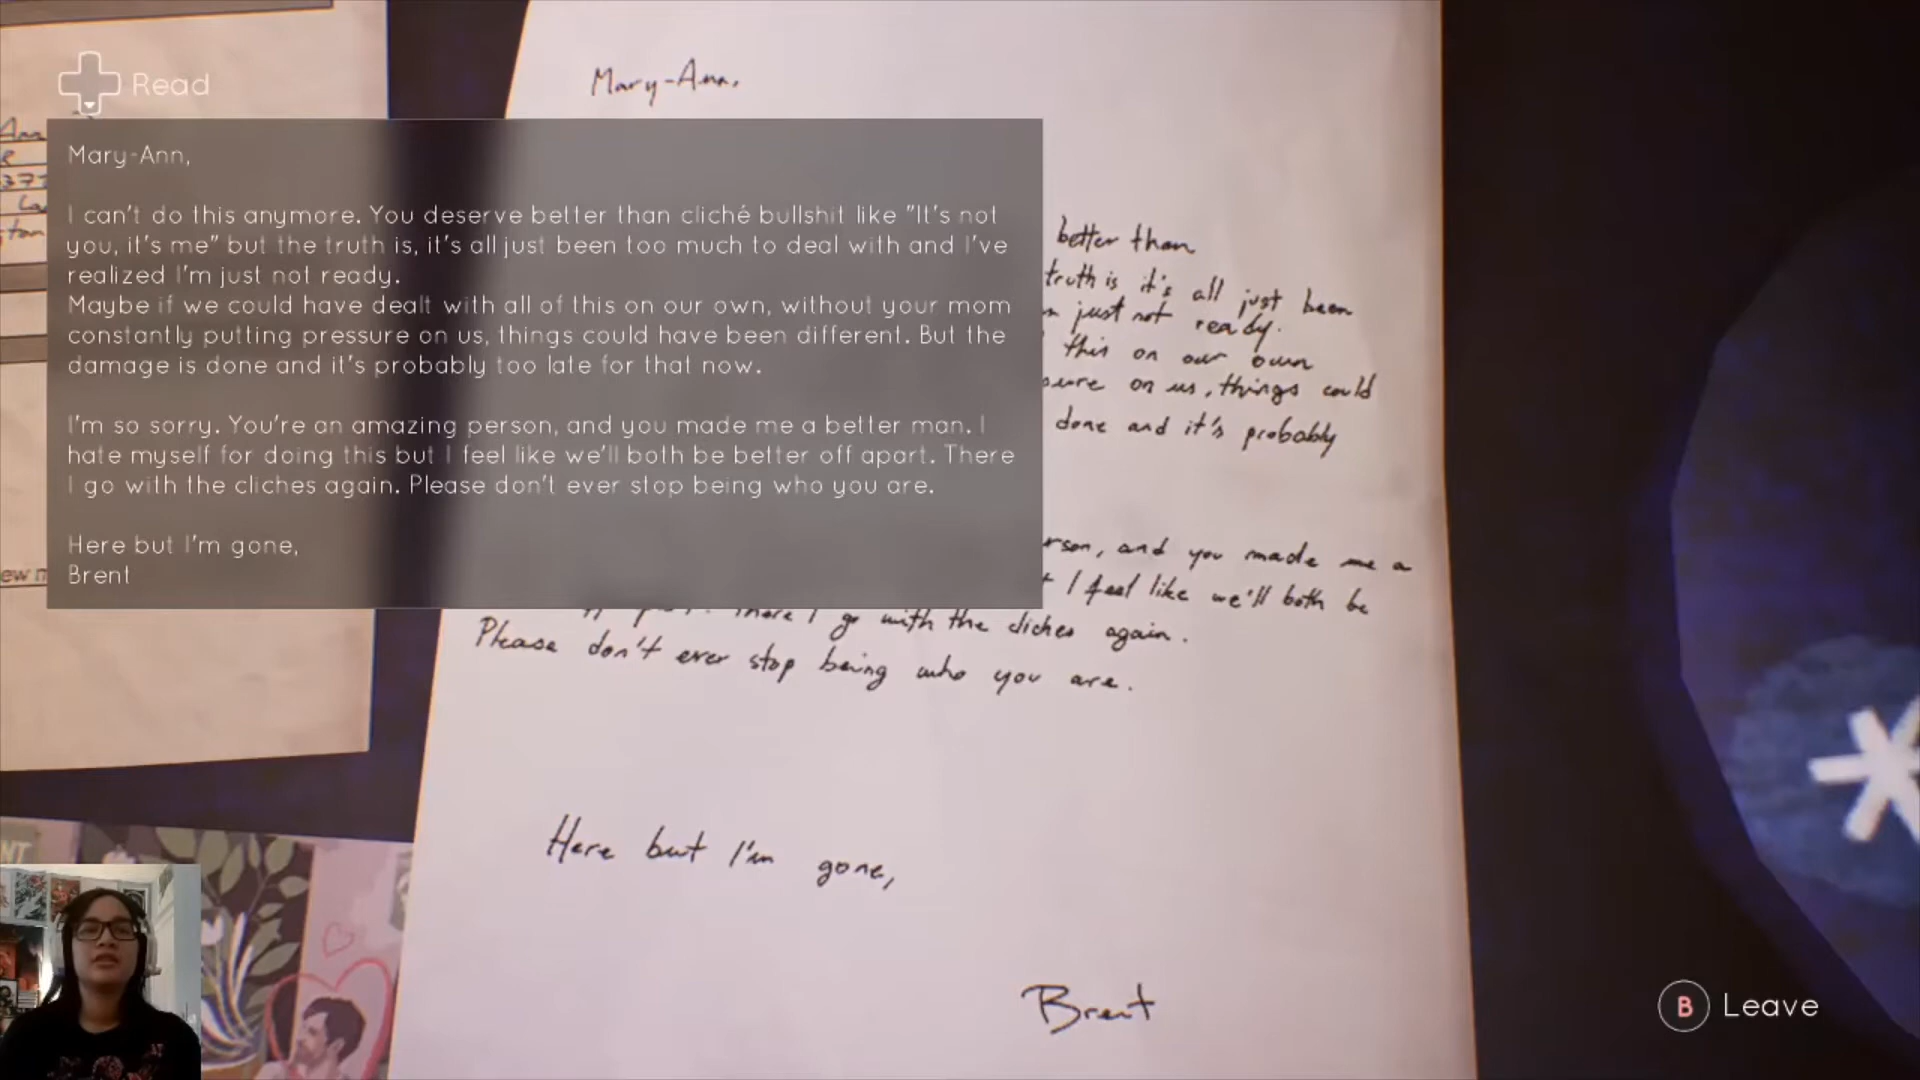 Read
Mary-Ann,
Mary-Ann,
I can't do this anymore. You deserve better than cliché bullshit like "It's not
you, it's me" but the truth is, it's all just been too much to deal with and I've
realized I'm just not ready.
Maybe if we could have dealt with all of this on our own, without your mom
constantly putting pressure on us, things could have been different. But the
damage is done and it's probably too late for that now.
I'm so sorry. You're an amazing person, and you made me a better man. I
hate myself for doing this but I feel like we'll both be better off apart. There
I go with the cliches again. Please don't ever stop being who you are.
Here but I'm gone,
Brent
better than
truth is it's all just been
just not ready.
this on our own
on us, things could
done and it's probably
and you made me a
I feel like we'll both be
I go with the cliches again.
Please don't ever stop being who you are.
Here but I'm gone,
Brent
B Leave